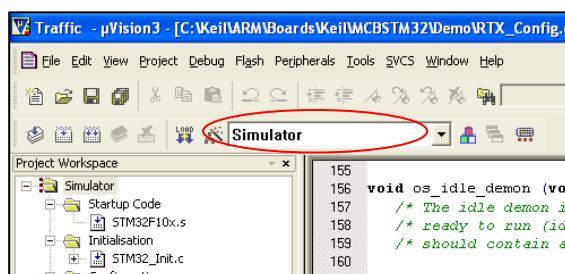 Traffic - µVision3 - [C:\Keil\ARM\Boards\Keil\MCBSTM32\Demo\RTX_Config.
File Edit View Project Debug Flash Peripherals Tools SVCS Window Help
LOAD Simulator
Project Workspace
Simulator
Startup Code
STM32F10x.s
Initialisation
STM32_Init.c
155
156 void os_idle_demon (vo
157 /* The idle demon i
158 /* ready to run (id
159 /* should contain a
160